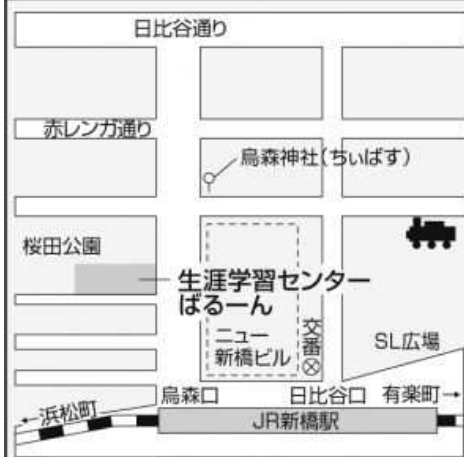 日比谷通り
赤レンガ通り
烏森神社(ちぃばす)
桜田公園
生涯学習センター
ばるーん
ニュー
新橋ビル
交番
SL広場
烏森口
日比谷口
有楽町→
←浜松町
JR新橋駅